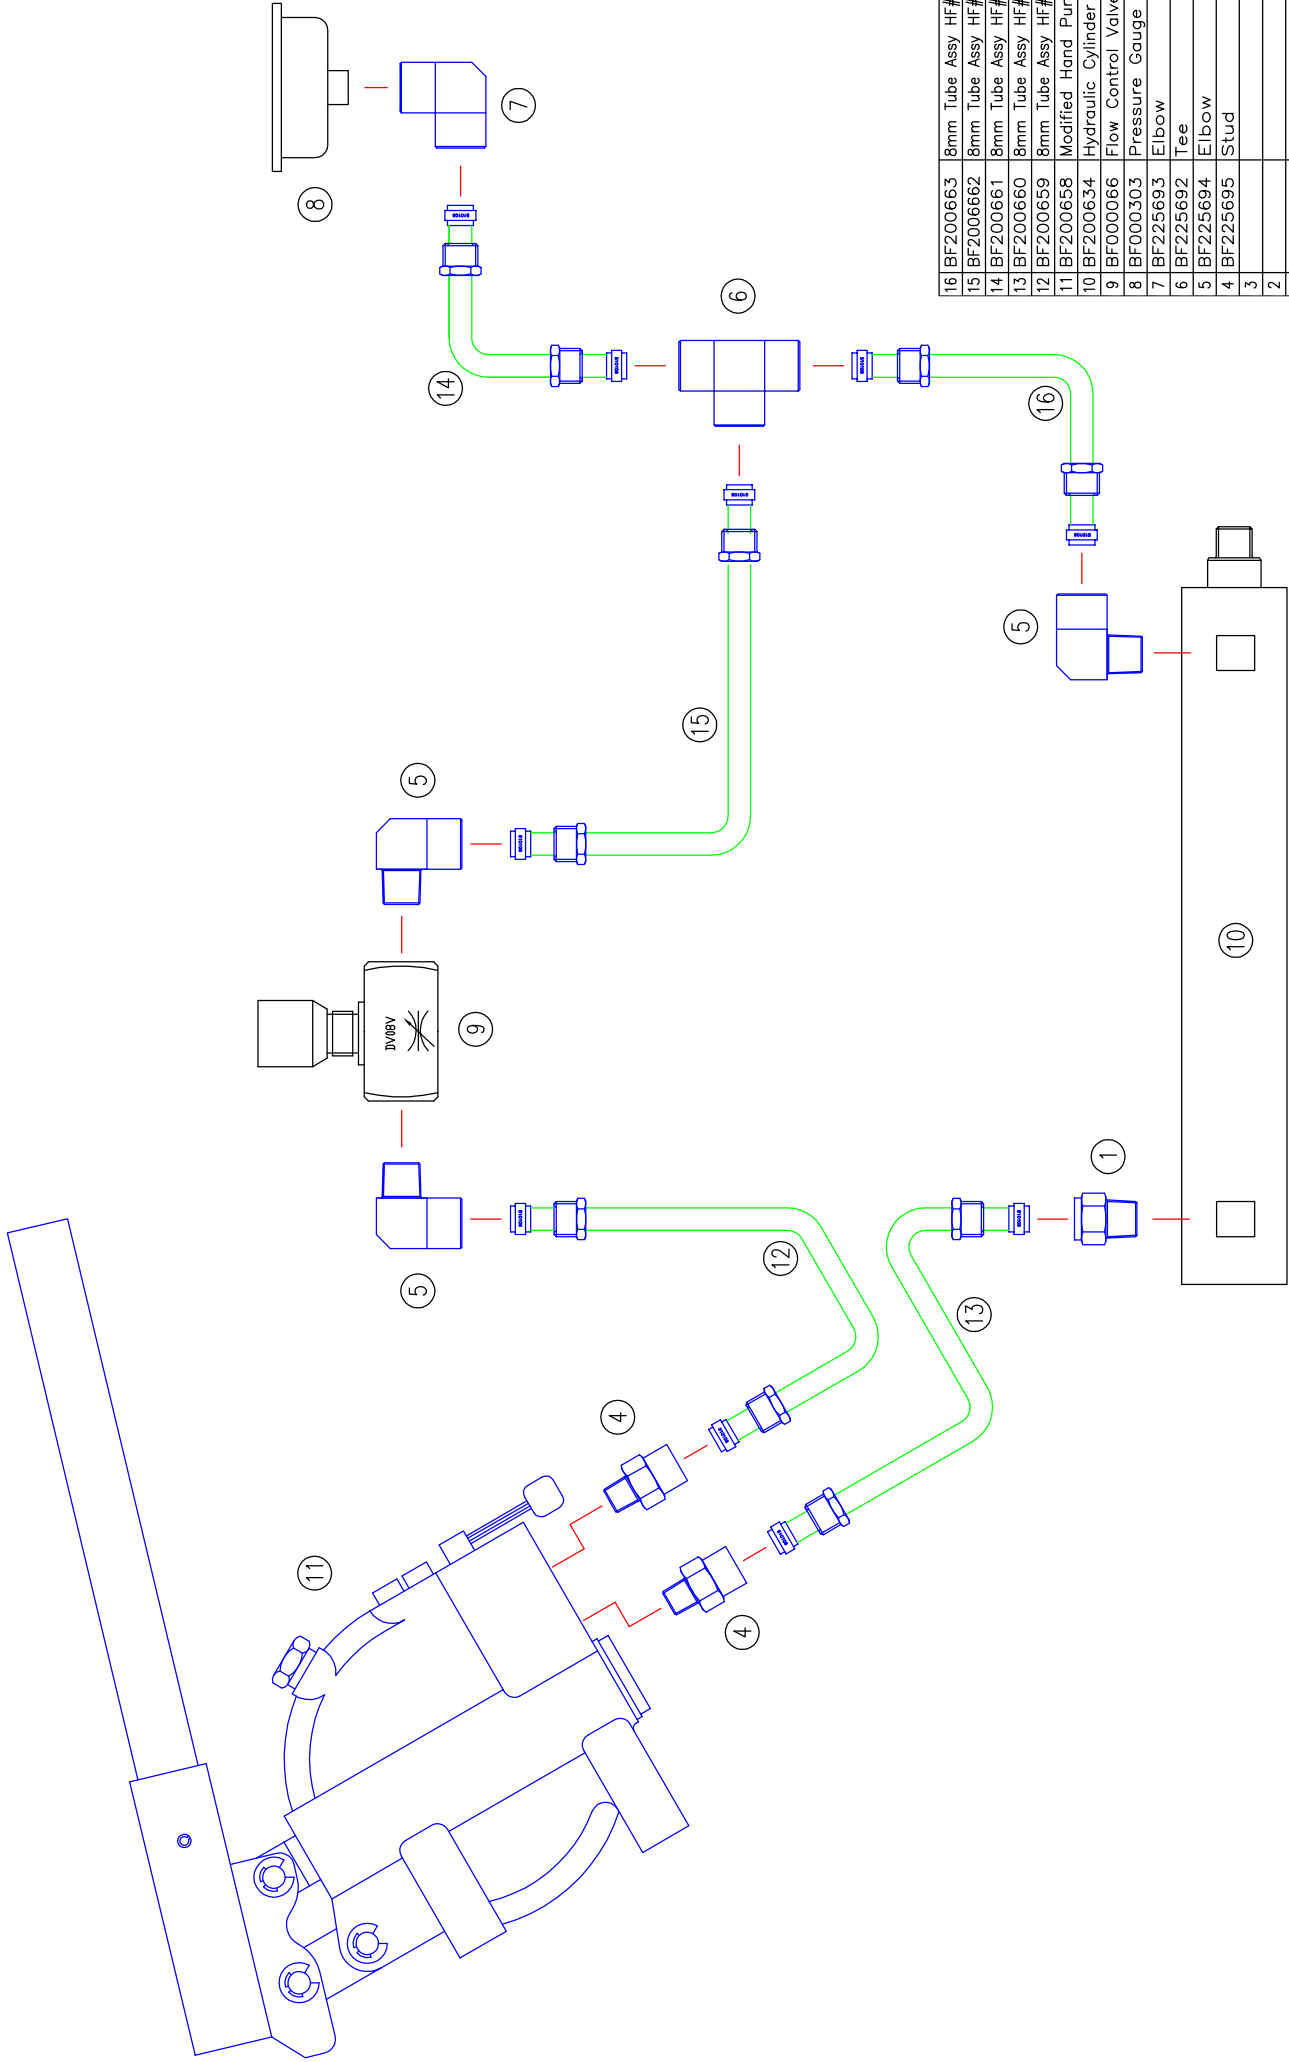 16 BF200663 8mm Tube Assy HF#
15 BF2006662 8mm Tube Assy HF#
14 BF200661 8mm Tube Assy HF#
13 BF200660 8mm Tube Assy HF#
12 BF200659 8mm Tube Assy HF#
11 BF200658 Modified Hand Pur
10 BF200634 Hydraulic Cylinder
9 BF000066 Flow Control Valve
8 BF000303 Pressure Gauge
7 BF225693 Elbow
6 BF225692 Tee
5 BF225694 Elbow
4 BF225695 Stud
3
2
8
7
14
6
16
5
15
5
DV08V
9
10
5
12
1
13
4
4
11